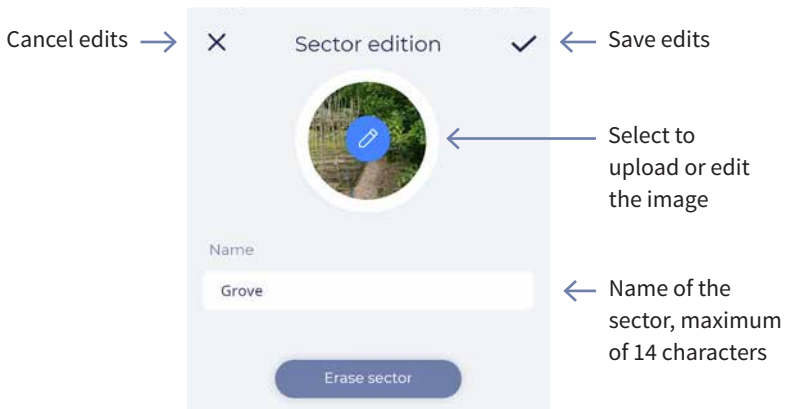 Cancel edits
Sector edition
Save edits
Select to
upload or edit
the image
Name
Grove
Name of the
sector, maximum
of 14 characters
Erase sector